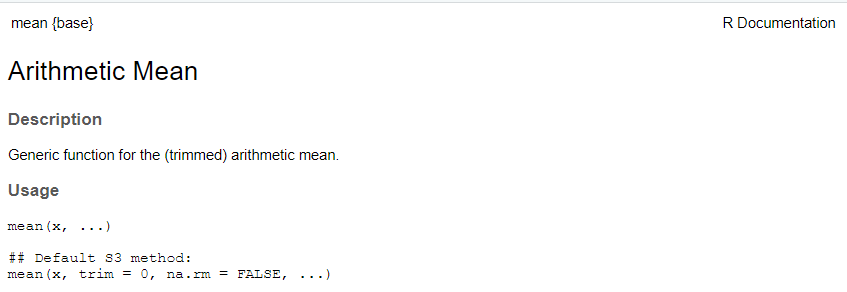 mean {base}
R Documentation
Arithmetic Mean
Description
Generic function for the (trimmed) arithmetic mean.
Usage
mean(x, ...)
## Default S3 method:
mean(x, trim = 0, na.rm = FALSE, ...)